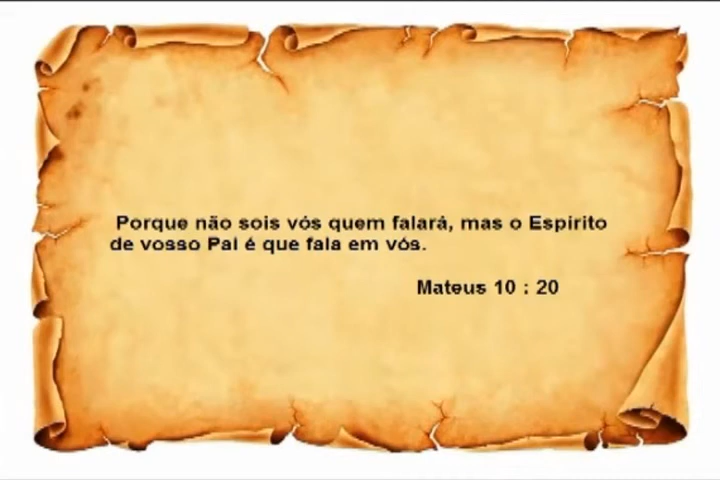 Porque não sois vós quem falará, mas o Espírito
de vosso Pai é que fala em vós.
Mateus 10 : 20